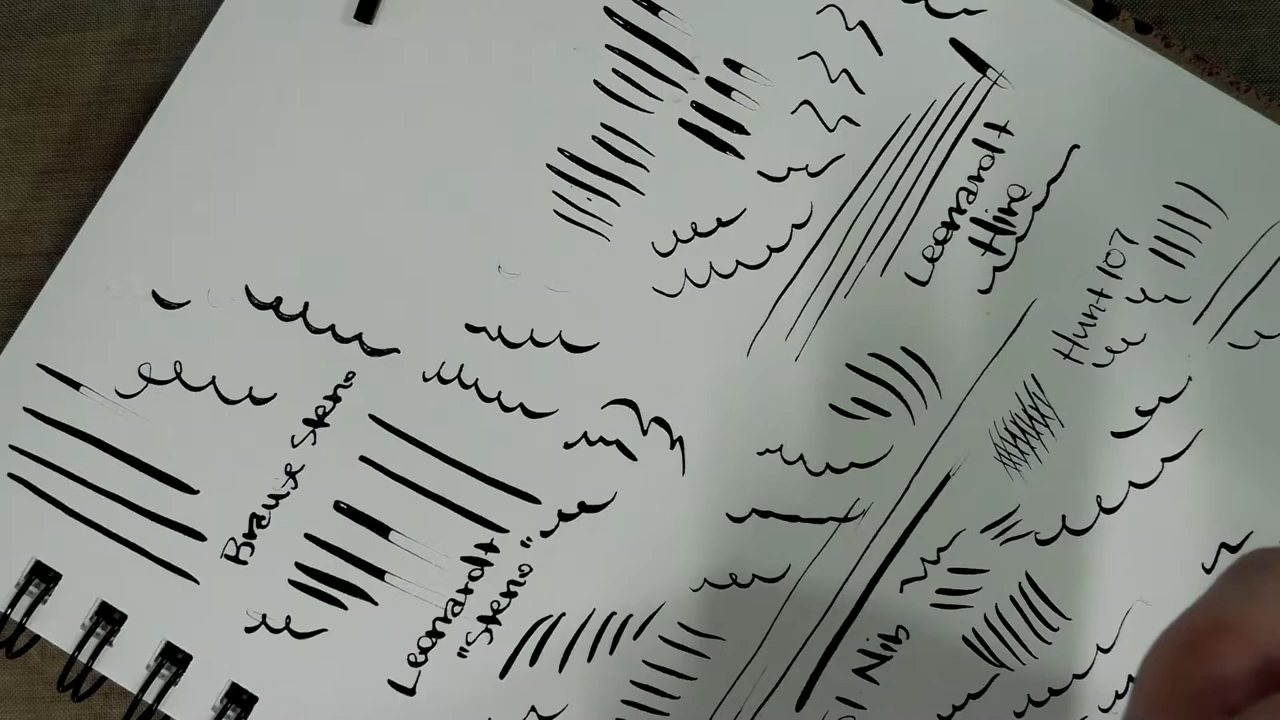 Leonardt
Hiro
Hunt 107
Brause Steno
Leonardt
"Steno"
Nib